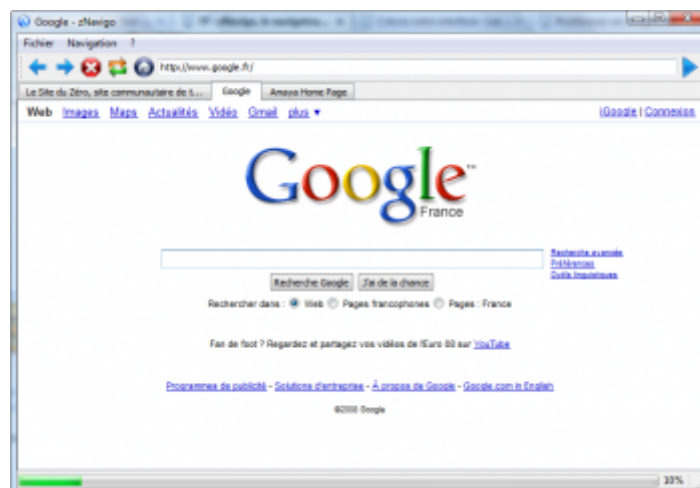 Google - zNavigo
Fichier Navigation ?
http://www.google.fr/
Le Site du Zéro, site communautaire de t... Google Amaya Home Page
Web Images Maps Actualités Vidéo Gmail plus ▼ iGoogle | Connexion
Google™
France
Recherche avancée
Préférences
Outils linguistiques
Recherche Google J'ai de la chance
Rechercher dans : Web Pages francophones Pages : France
Fan de foot ? Regardez et partagez vos vidéos de l'Euro 08 sur YouTube
Programmes de publicité - Solutions d'entreprise - À propos de Google - Google.com in English
©2008 Google
10%